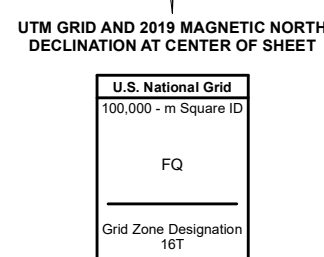 UTM GRID AND 2019 MAGNETIC NORTH
DECLINATION AT CENTER OF SHEET
U.S. National Grid
100,000 - m Square ID
FQ
Grid Zone Designation
16T